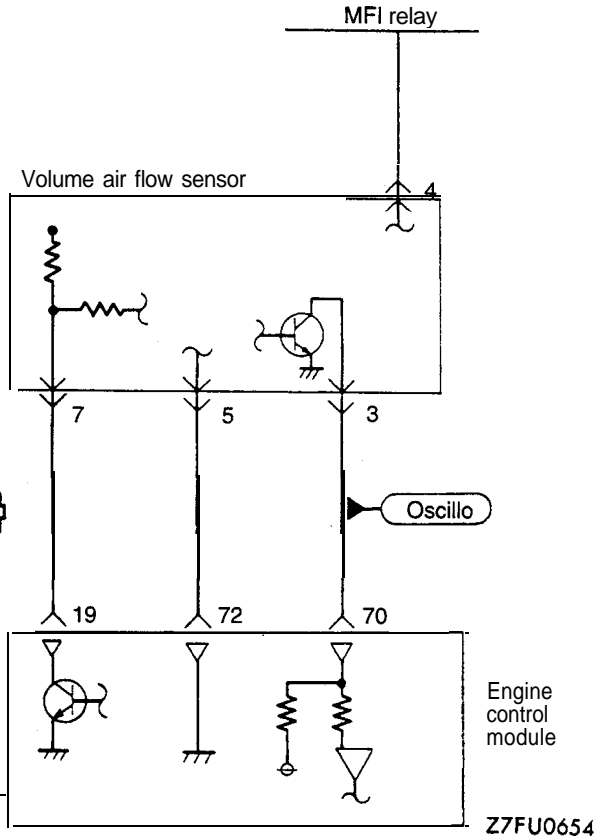 MFI relay
Volume air flow sensor
4
7
5
3
Oscillo
19
72
70
Engine
control
module
Z7FU0654